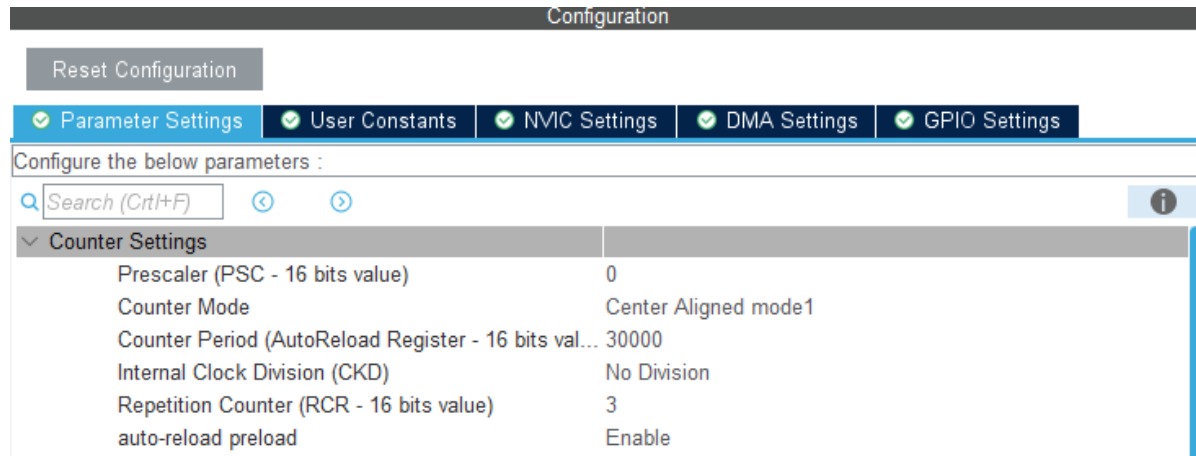 Configuration
Reset Configuration
Parameter Settings User Constants NVIC Settings DMA Settings GPIO Settings
Configure the below parameters :
Search (Crtl+F)
Counter Settings
Prescaler (PSC - 16 bits value) 0
Counter Mode Center Aligned mode1
Counter Period (AutoReload Register - 16 bits val... 30000
Internal Clock Division (CKD) No Division
Repetition Counter (RCR - 16 bits value) 3
auto-reload preload Enable